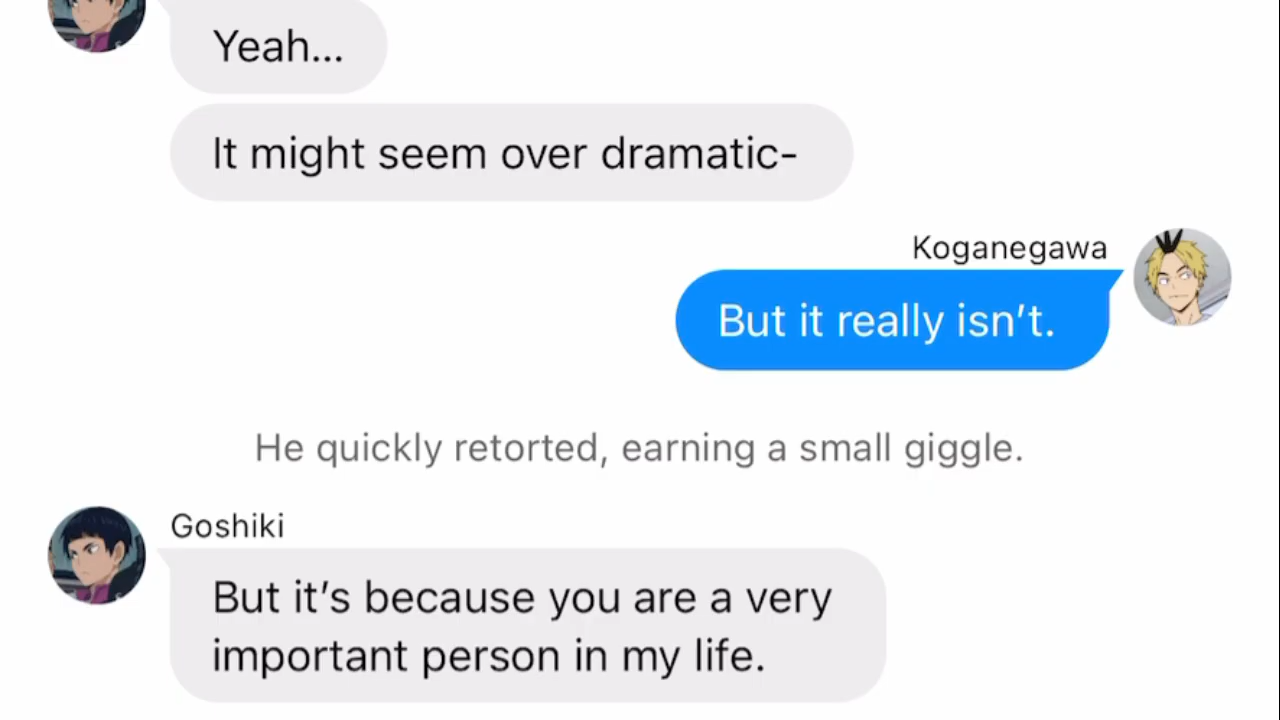 Yeah...
It might seem over dramatic-
Koganegawa
But it really isn’t.
He quickly retorted, earning a small giggle.
Goshiki
But it’s because you are a very
important person in my life.